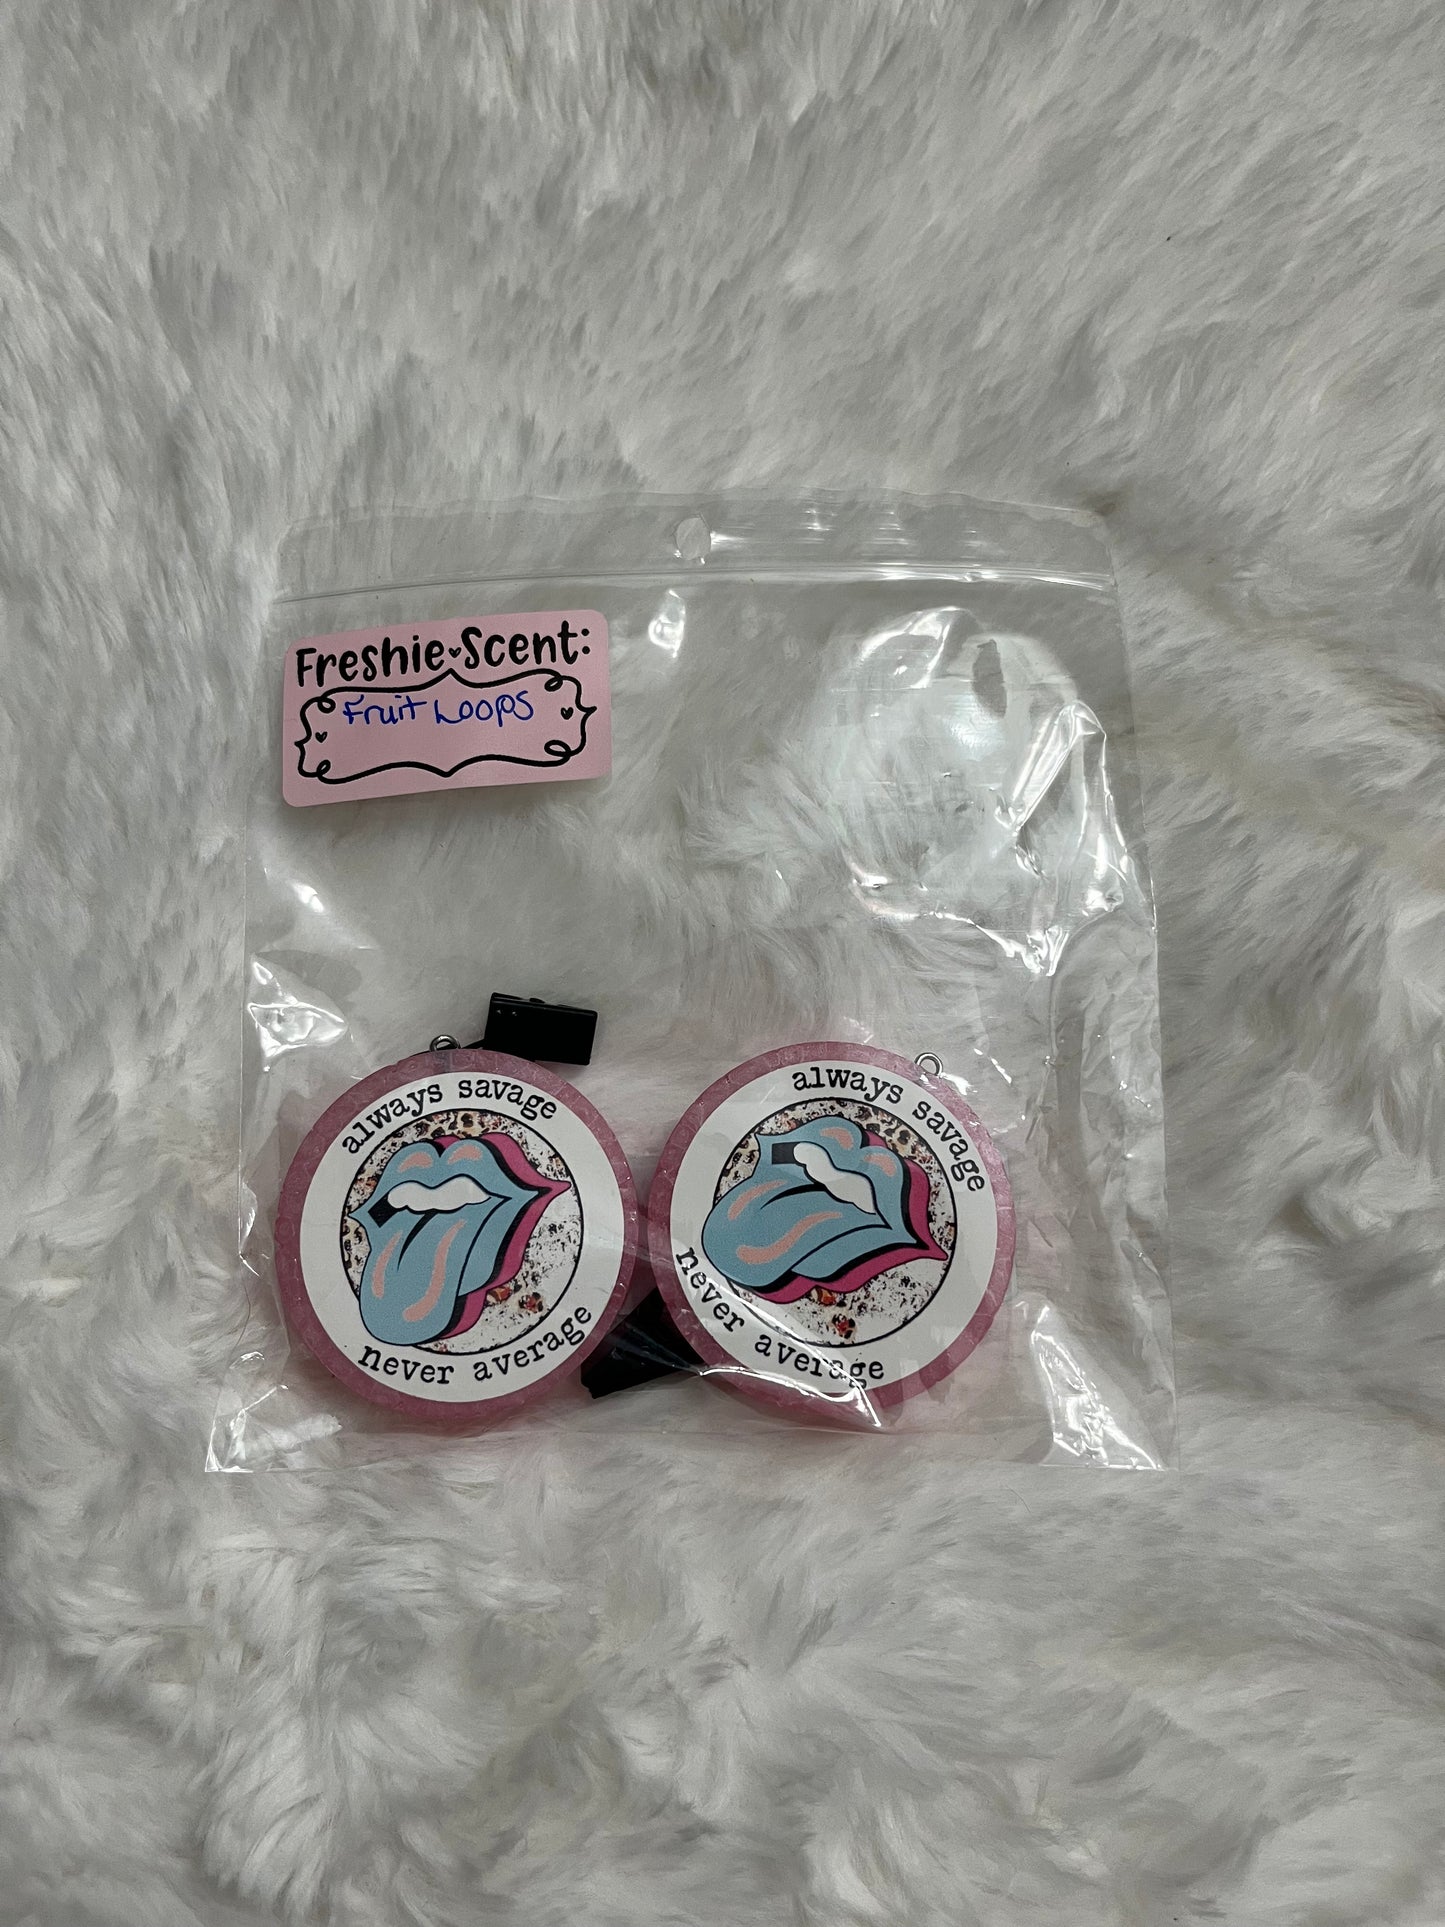 Freshie Scent:
Fruit Loops
always savage
never average
always savage
never average